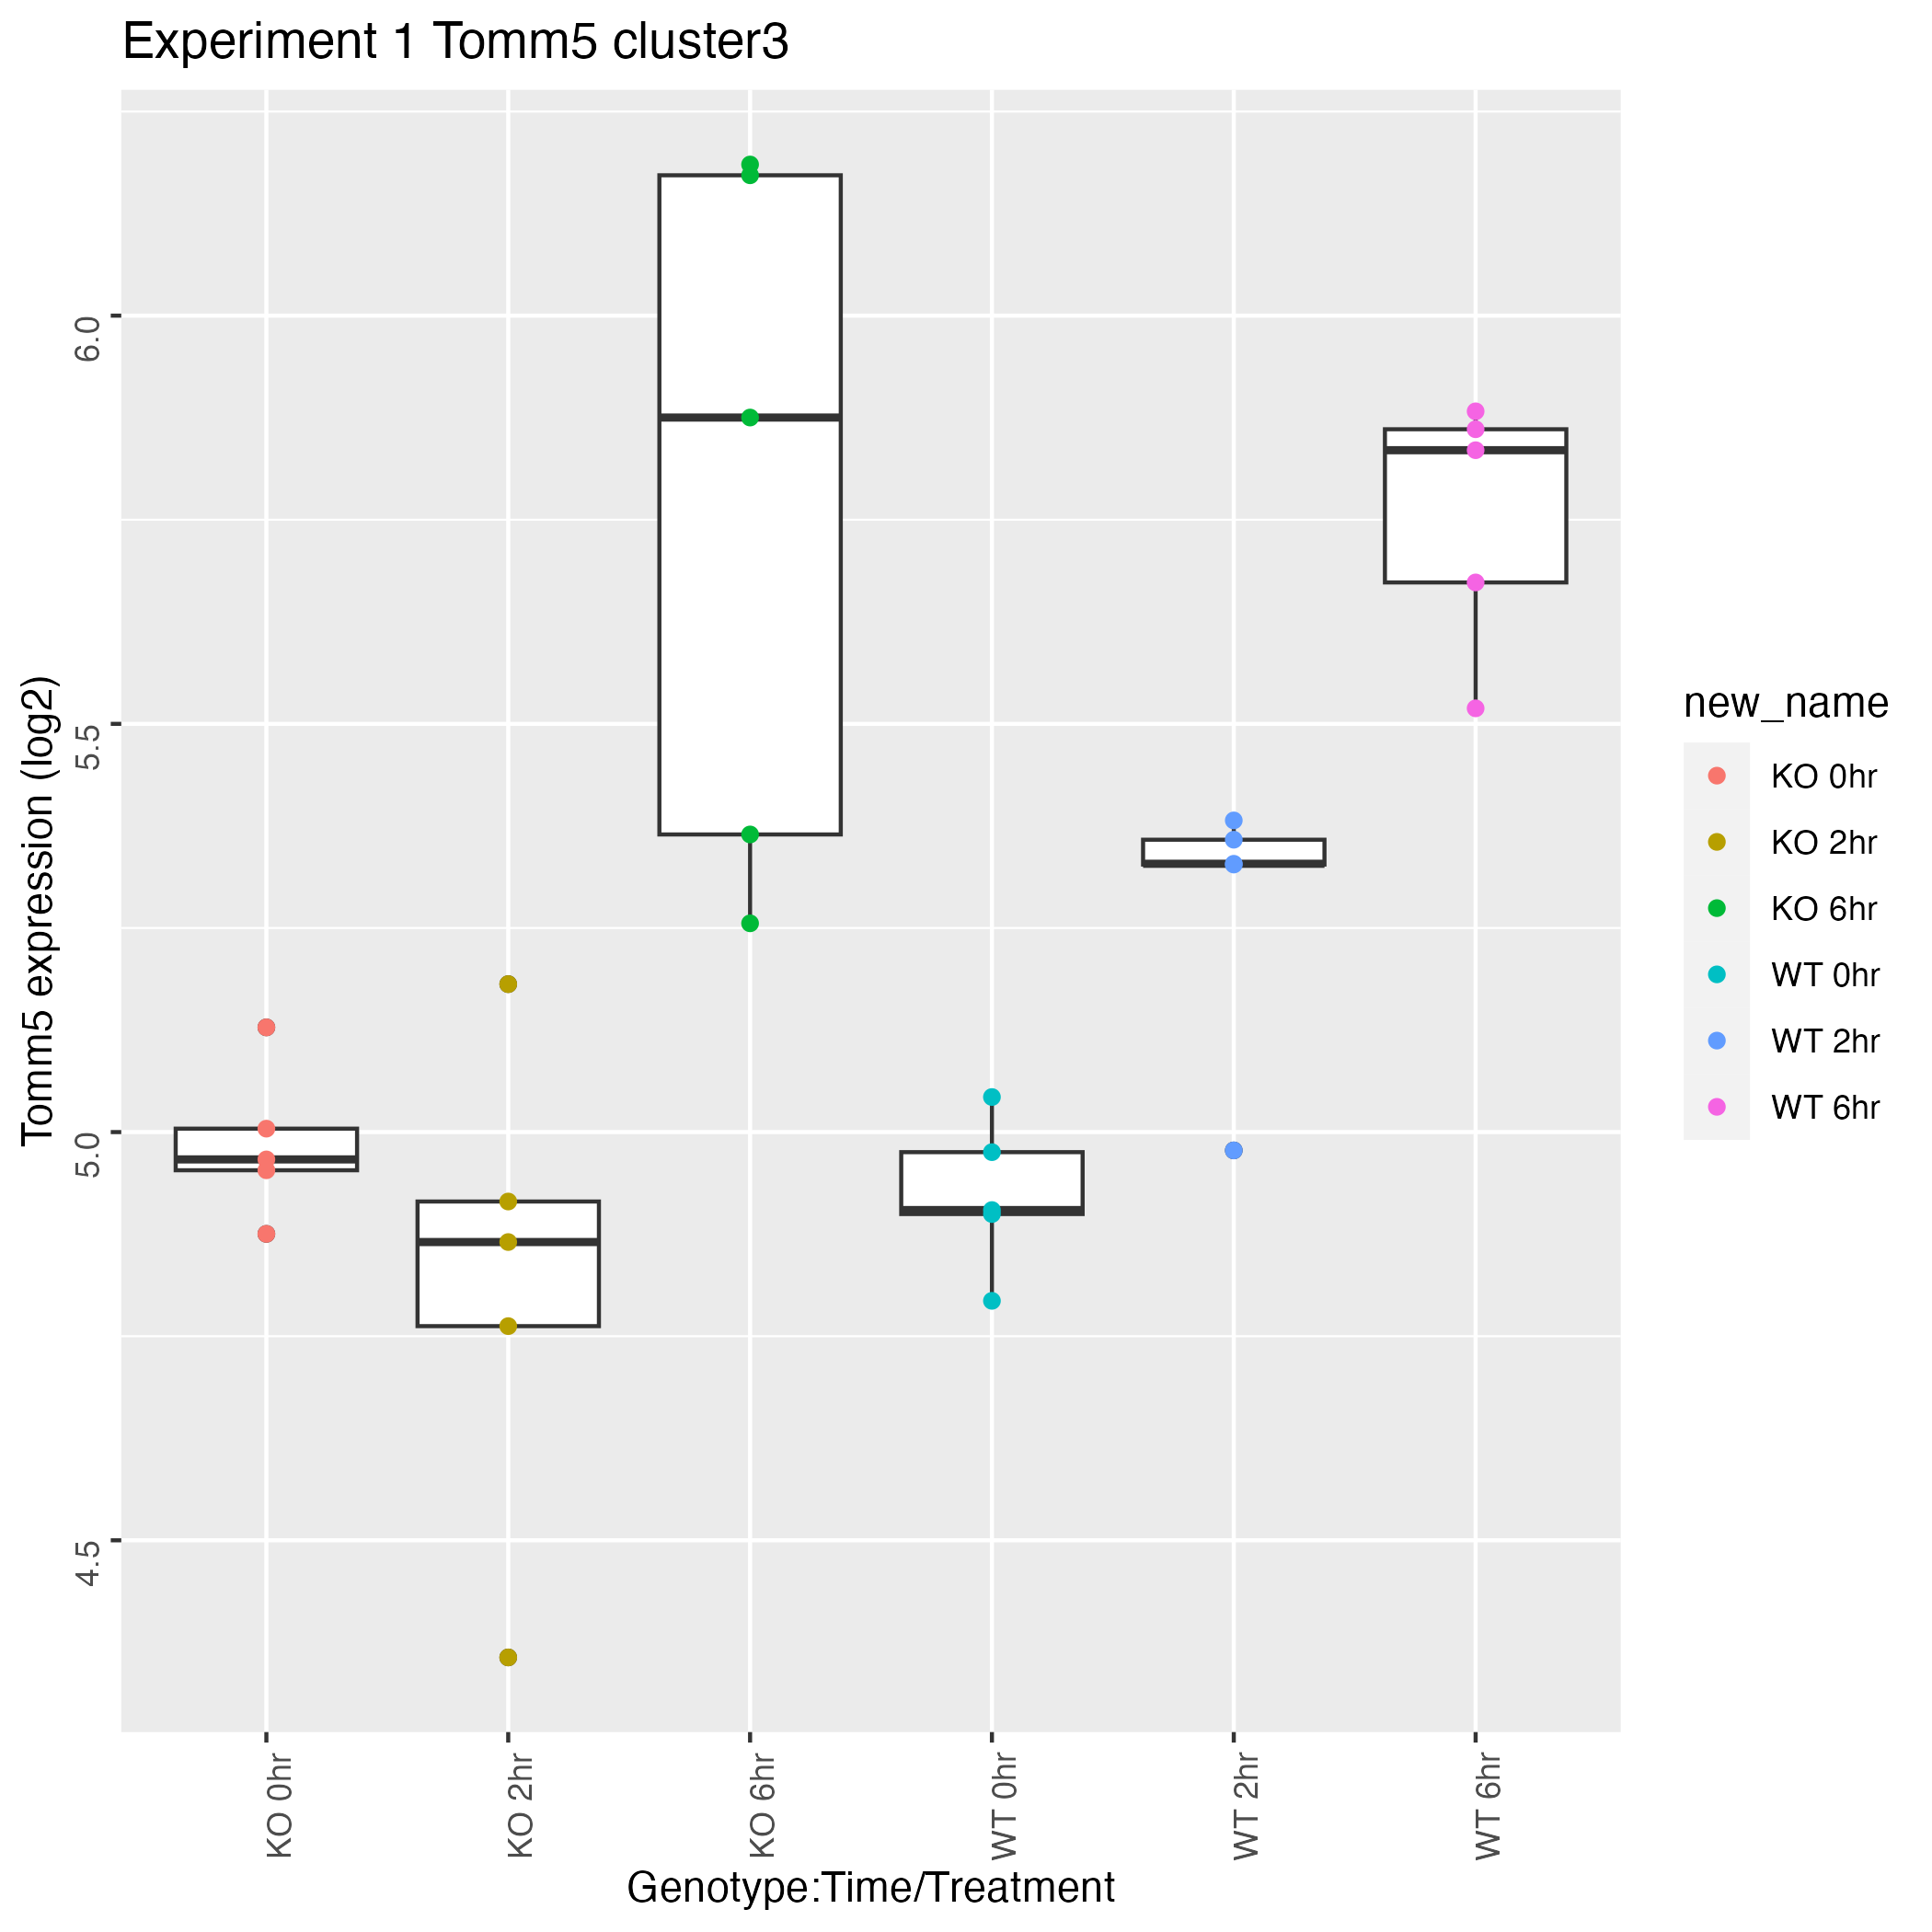 Experiment 1 Tomm5 cluster3
Tomm5 expression (log2)
6.0
5.5
5.0
4.5
KO 0hr
KO 2hr
KO 6hr
WT 0hr
WT 2hr
WT 6hr
Genotype:Time/Treatment
new_name
KO 0hr
KO 2hr
KO 6hr
WT 0hr
WT 2hr
WT 6hr